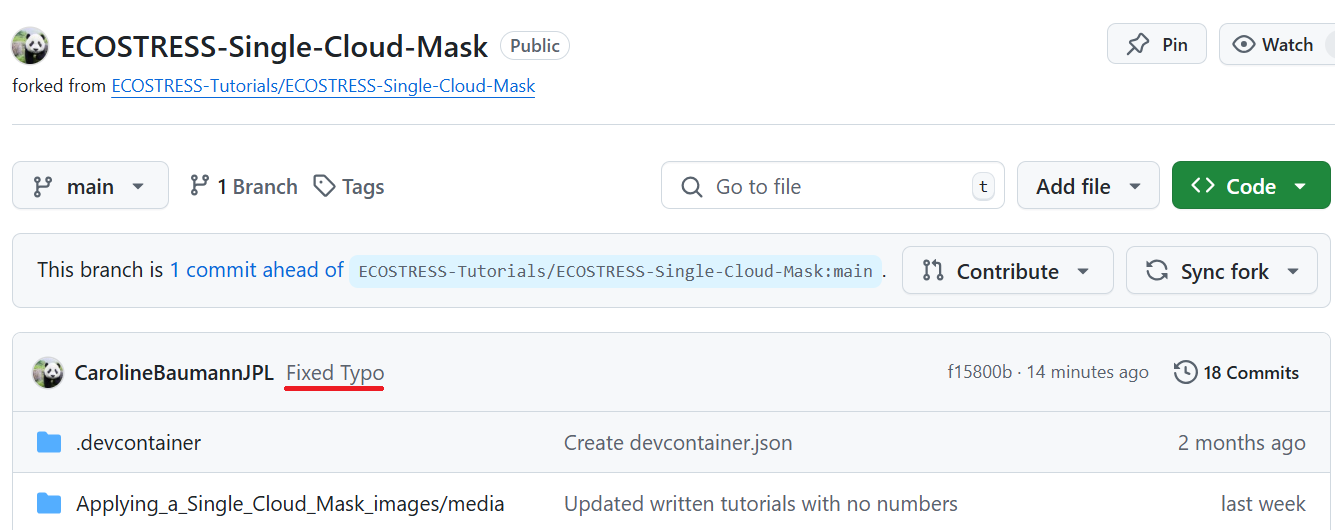 ECOSTRESS-Single-Cloud-Mask Public Pin Watch
forked from ECOSTRESS-Tutorials/ECOSTRESS-Single-Cloud-Mask
main 1 Branch Tags Go to file t Add file Code
This branch is 1 commit ahead of ECOSTRESS-Tutorials/ECOSTRESS-Single-Cloud-Mask:main . Contribute Sync fork
CarolineBaumannJPL Fixed Typo f15800b · 14 minutes ago 18 Commits
.devcontainer Create devcontainer.json 2 months ago
Applying_a_Single_Cloud_Mask_images/media Updated written tutorials with no numbers last week